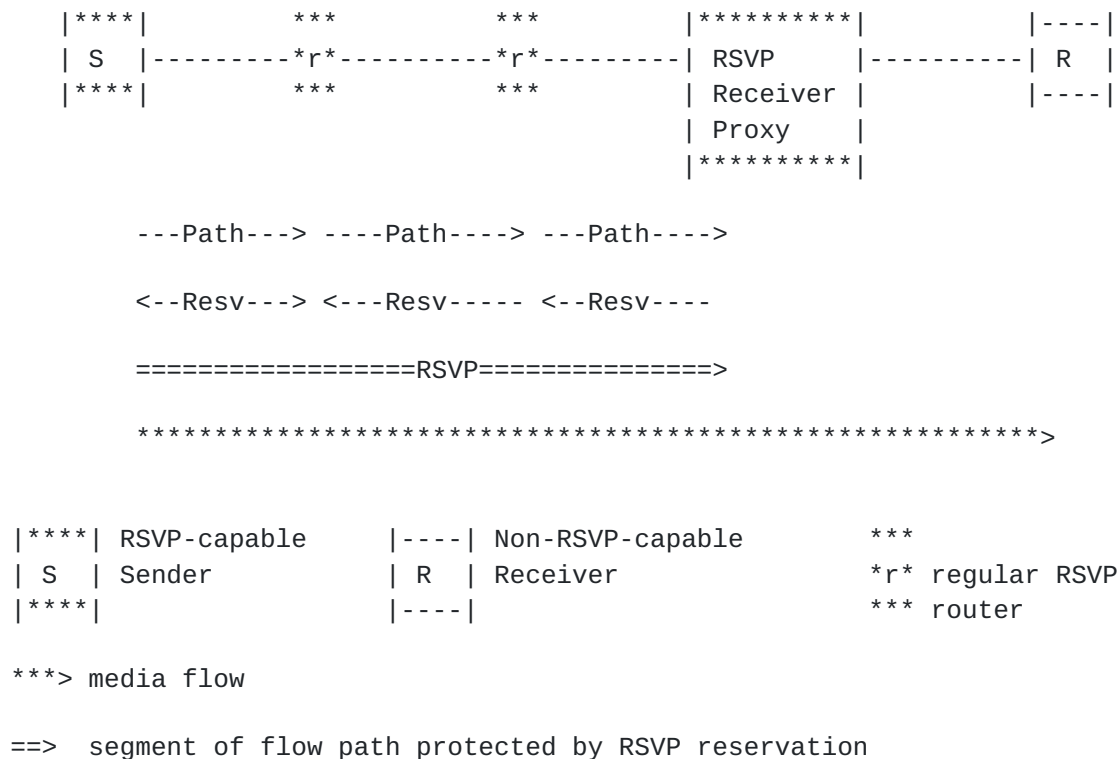 |****|         ***          ***         |**********|          |----|
| S  |---------*r*----------*r*---------| RSVP     |----------| R  |
|****|         ***          ***         | Receiver |          |----|
                                        | Proxy    |
                                        |**********|
---Path---> ----Path----> ---Path---->
<--Resv---> <---Resv----- <--Resv----
==================RSVP===============>
**********************************************************>
|****| RSVP-capable     |----| Non-RSVP-capable        ***
| S  | Sender           | R  | Receiver               *r* regular RSVP
|****|                  |----|                         *** router
***> media flow
==>  segment of flow path protected by RSVP reservation